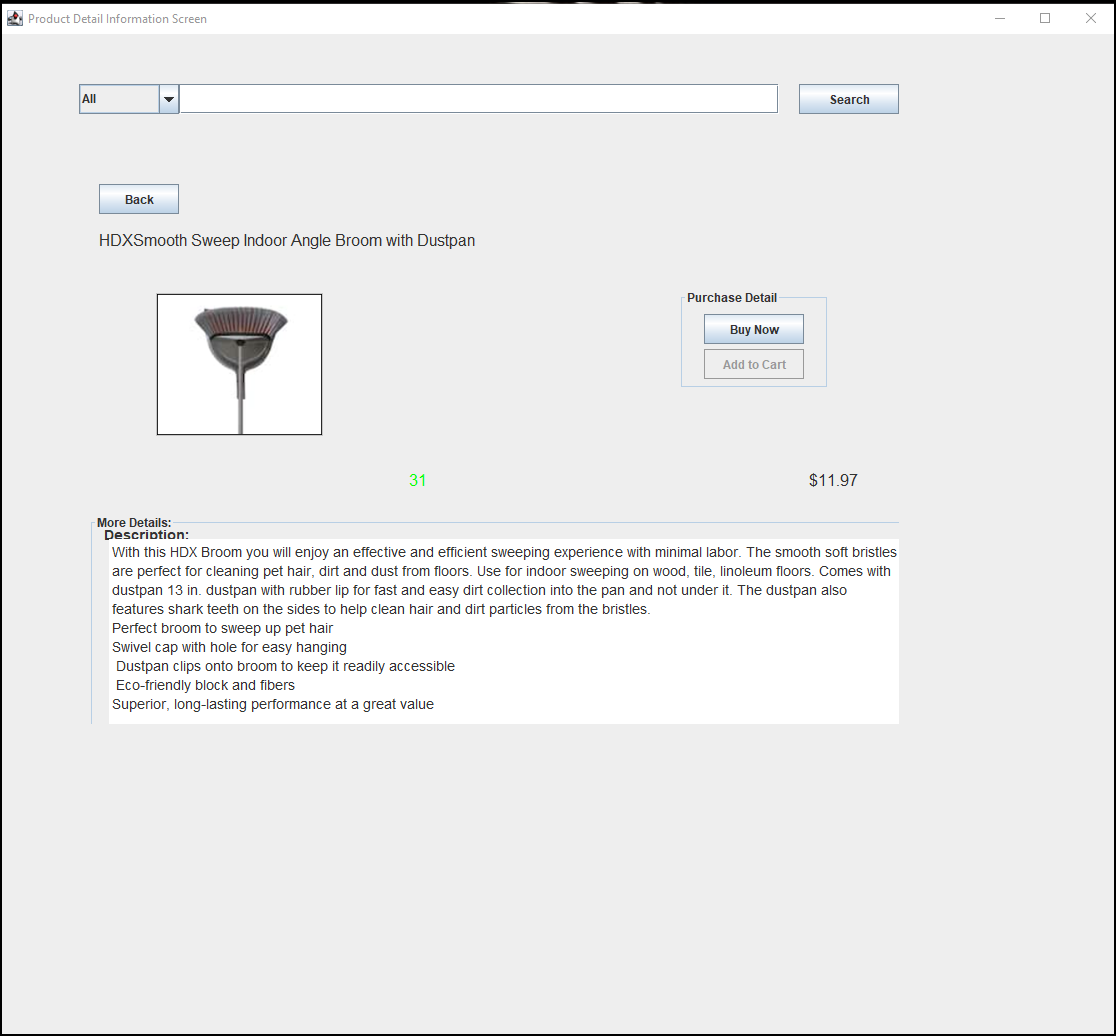 Product Detail Information Screen
All
Search
Back
HDXSmooth Sweep Indoor Angle Broom with Dustpan
Purchase Detail
Buy Now
Add to Cart
31
$11.97
More Details:
Description:
With this HDX Broom you will enjoy an effective and efficient sweeping experience with minimal labor. The smooth soft bristles
are perfect for cleaning pet hair, dirt and dust from floors. Use for indoor sweeping on wood, tile, linoleum floors. Comes with
dustpan 13 in. dustpan with rubber lip for fast and easy dirt collection into the pan and not under it. The dustpan also
features shark teeth on the sides to help clean hair and dirt particles from the bristles.
Perfect broom to sweep up pet hair
Swivel cap with hole for easy hanging
Dustpan clips onto broom to keep it readily accessible
Eco-friendly block and fibers
Superior, long-lasting performance at a great value